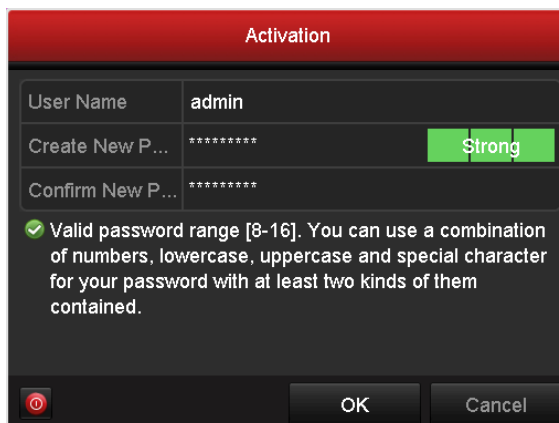 Activation
User Name admin
Create New P... ********* Strong
Confirm New P... *********
Valid password range [8-16]. You can use a combination
of numbers, lowercase, uppercase and special character
for your password with at least two kinds of them
contained.
OK Cancel